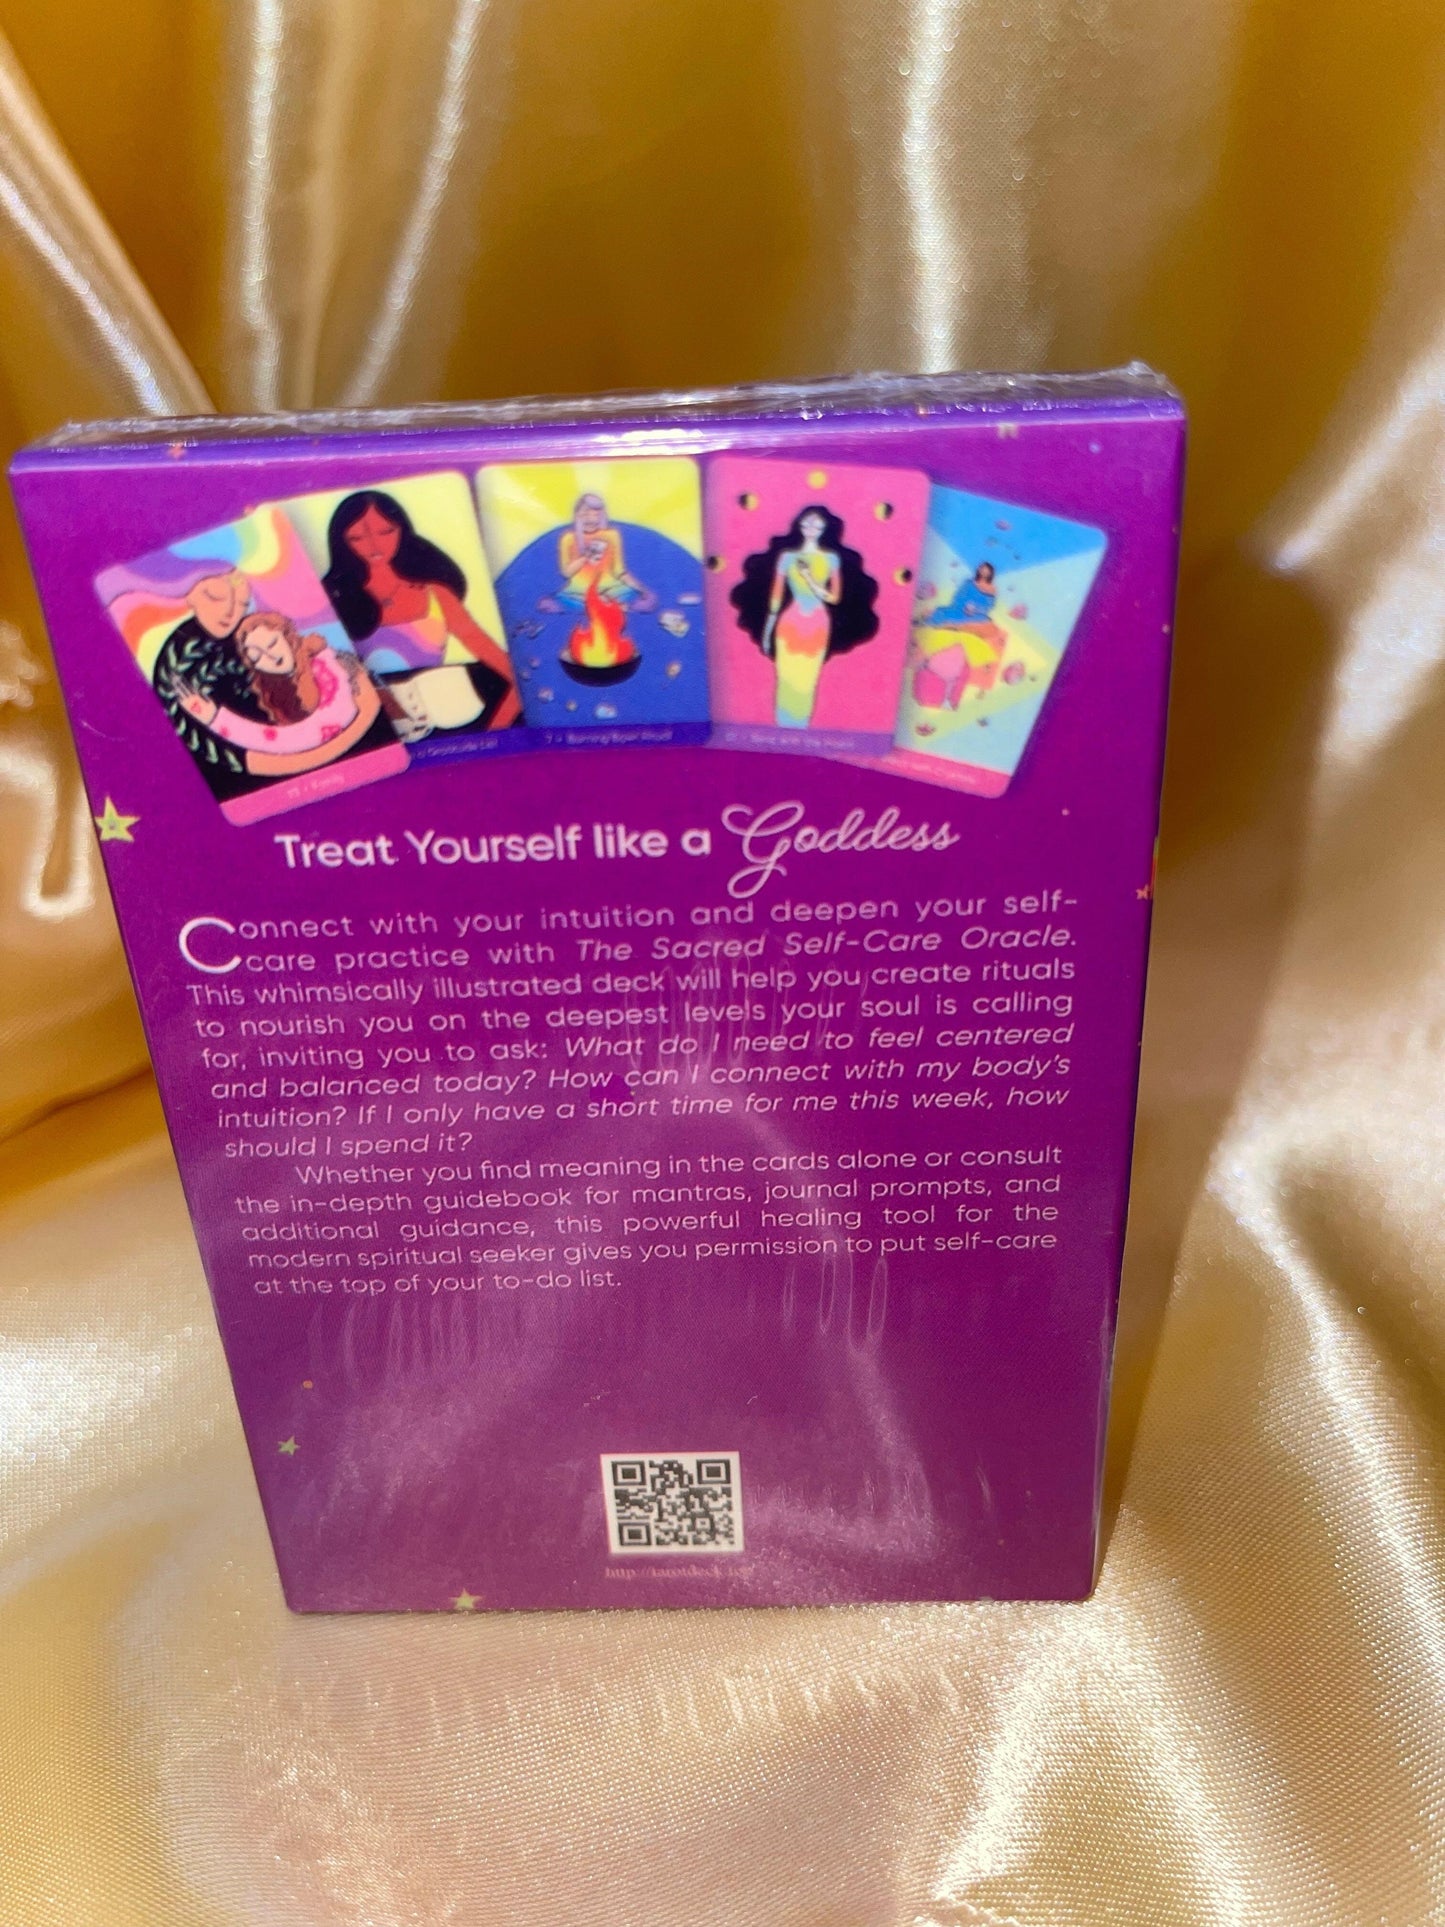 Gratitude List
7 • Burning Bowl Ritual
Treat Yourself like a Goddess
Connect with your intuition and deepen your self-
care practice with The Sacred Self-Care Oracle.
This whimsically illustrated deck will help you create rituals
to nourish you on the deepest levels your soul is calling
for, inviting you to ask: What do I need to feel centered
and balanced today? How can I connect with my body's
intuition? If I only have a short time for me this week, how
should I spend it?
Whether you find meaning in the cards alone or consult
the in-depth guidebook for mantras, journal prompts, and
additional guidance, this powerful healing tool for the
modern spiritual seeker gives you permission to put self-care
at the top of your to-do list.